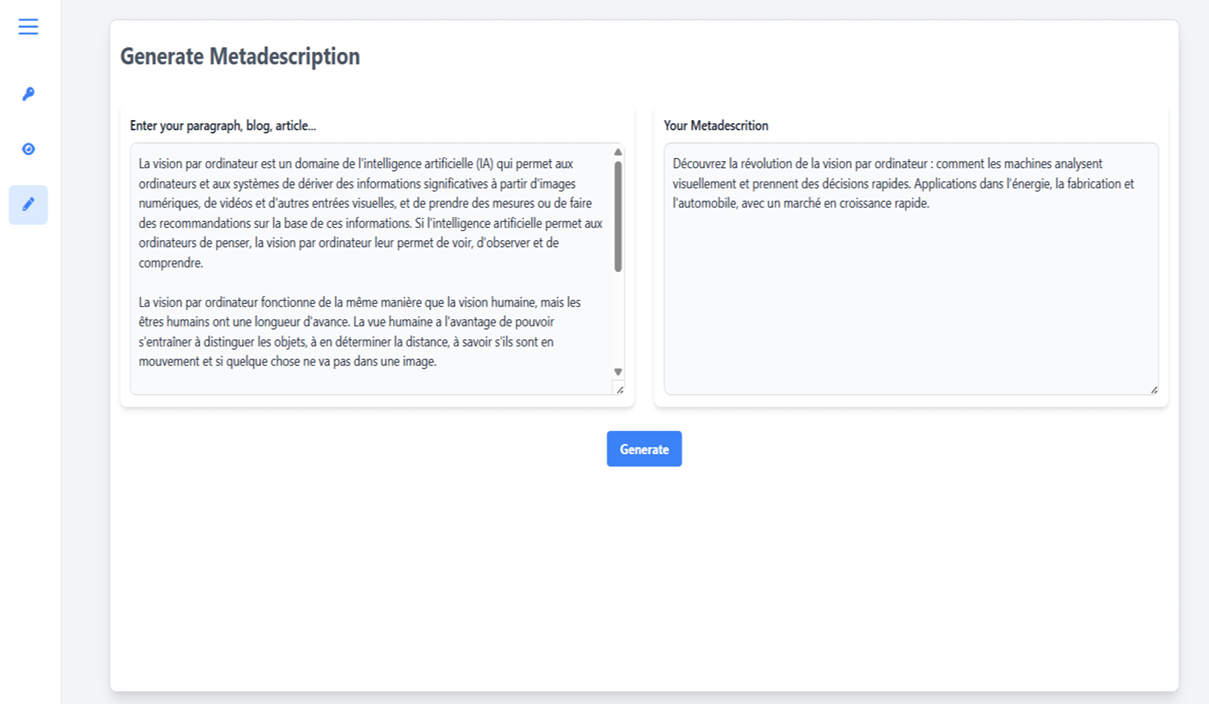 Generate Metadescription
Enter your paragraph, blog, article...
La vision par ordinateur est un domaine de l'intelligence artificielle (IA) qui permet aux
ordinateurs et aux systèmes de dériver des informations significatives à partir d'images
numériques, de vidéos et d'autres entrées visuelles, et de prendre des mesures ou de faire
des recommandations sur la base de ces informations. Si l'intelligence artificielle permet aux
ordinateurs de penser, la vision par ordinateur leur permet de voir, d'observer et de
comprendre.
La vision par ordinateur fonctionne de la même manière que la vision humaine, mais les
êtres humains ont une longueur d'avance. La vue humaine a l'avantage de pouvoir
s'entraîner à distinguer les objets, à en déterminer la distance, à savoir s'ils sont en
mouvement et si quelque chose ne va pas dans une image.
Your Metadescrition
Découvrez la révolution de la vision par ordinateur : comment les machines analysent
visuellement et prennent des décisions rapides. Applications dans l'énergie, la fabrication et
l'automobile, avec un marché en croissance rapide.
Generate